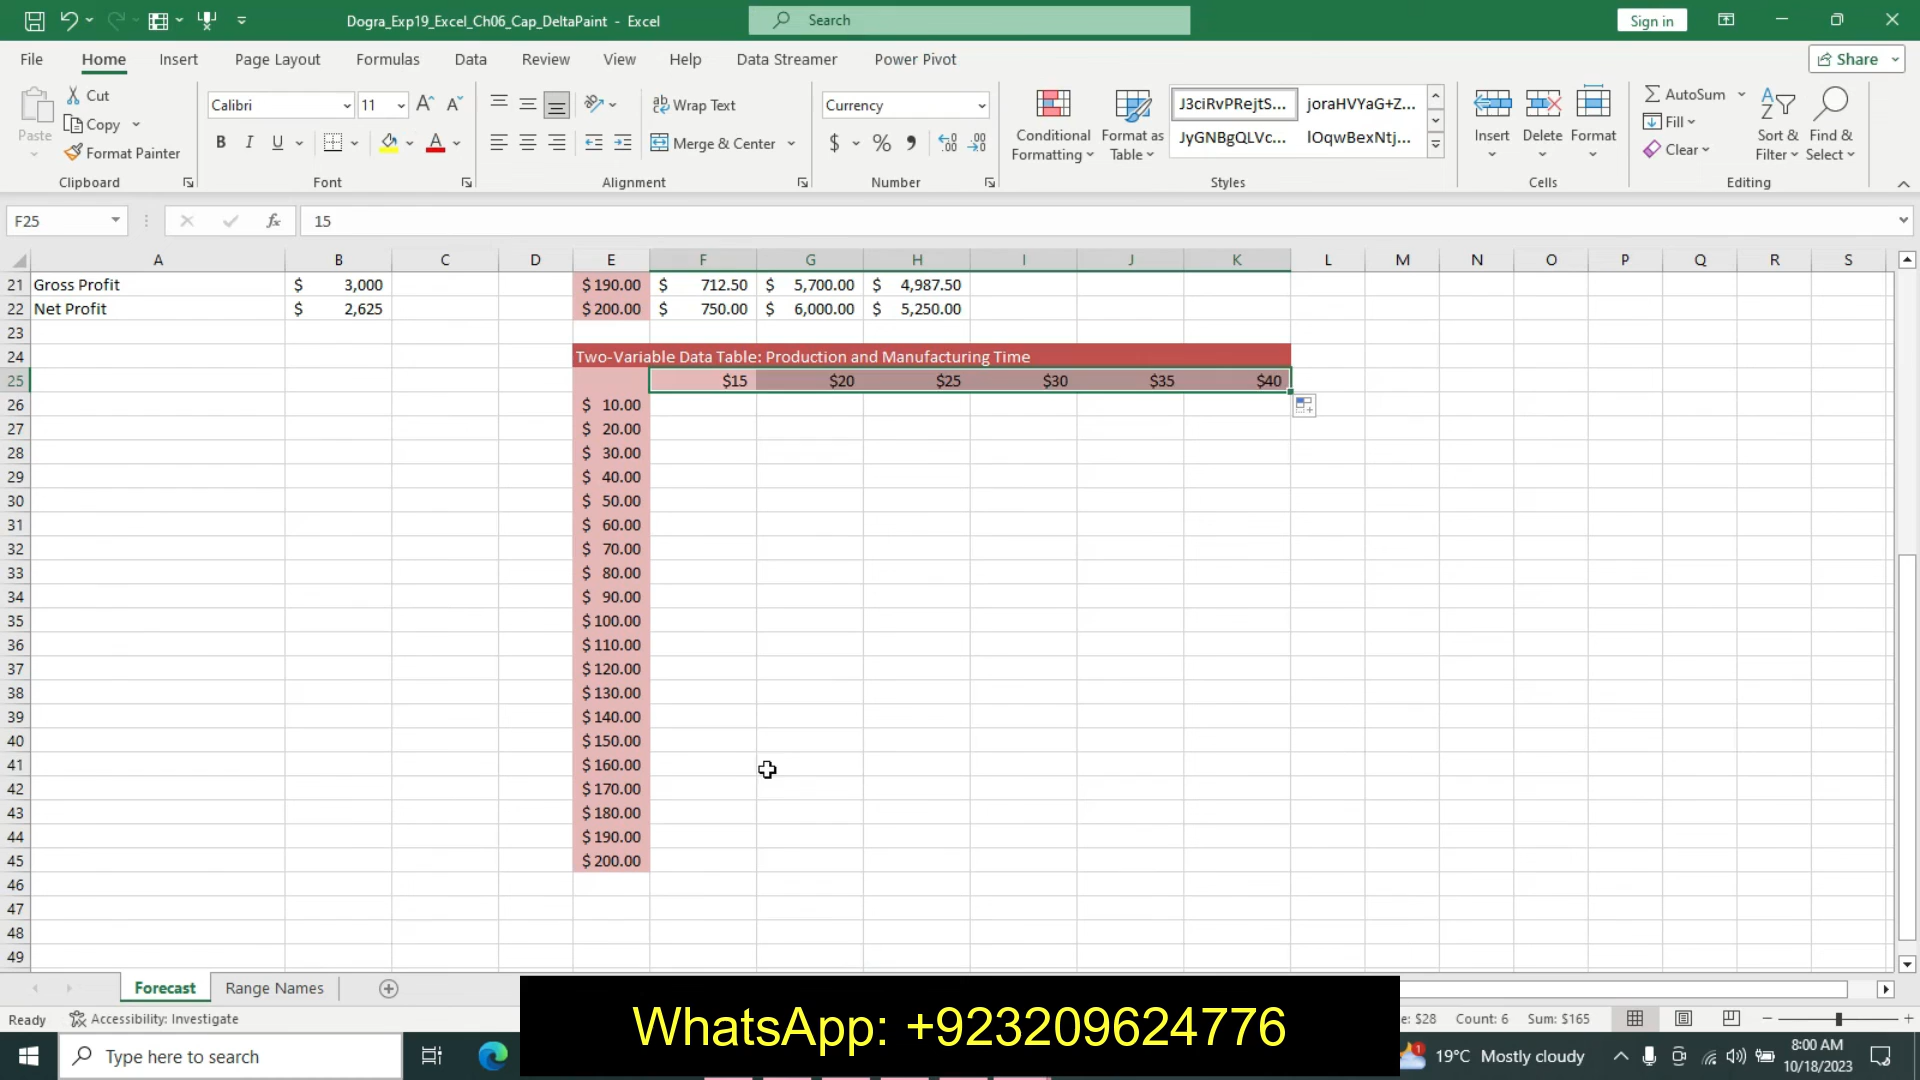 Dogra_Exp19_Excel_Ch06_Cap_DeltaPaint - Excel
Search
Sign in
File Home Insert Page Layout Formulas Data Review View Help Data Streamer Power Pivot
Share
Paste
Cut
Copy
Format Painter
Clipboard
Calibri 11
B I U
Font
Wrap Text
Merge & Center
Alignment
Currency
$ % 9
Number
Conditional Formatting
Format as Table
J3ciRvPRejtS... joraHVYaG+Z...
JyGNBgQLVc... lOqwBexNtj...
Styles
Insert Delete Format
Cells
AutoSum
Fill
Clear
Sort & Filter
Find & Select
Editing
F25 fx 15
A B C D E F G H I J K L M N O P Q R S
21 Gross Profit $ 3,000 $190.00 $ 712.50 $ 5,700.00 $ 4,987.50
22 Net Profit $ 2,625 $200.00 $ 750.00 $ 6,000.00 $ 5,250.00
23
24 Two-Variable Data Table: Production and Manufacturing Time
25 $15 $20 $25 $30 $35 $40
26 $ 10.00
27 $ 20.00
28 $ 30.00
29 $ 40.00
30 $ 50.00
31 $ 60.00
32 $ 70.00
33 $ 80.00
34 $ 90.00
35 $100.00
36 $110.00
37 $120.00
38 $130.00
39 $140.00
40 $150.00
41 $160.00
42 $170.00
43 $180.00
44 $190.00
45 $200.00
46
47
48
49
Forecast Range Names
Ready Accessibility: Investigate
e: $28 Count: 6 Sum: $165
WhatsApp: +923209624776
Type here to search
1 19°C Mostly cloudy
8:00 AM
10/18/2023